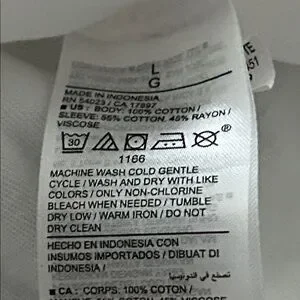 L
G
MADE IN INDONESIA
RN 54023 / CA 17897
■ US : BODY: 100% COTTON /
SLEEVE: 55% COTTON, 45% RAYON /
VISCOSE
30
1166
MACHINE WASH COLD GENTLE
CYCLE / WASH AND DRY WITH LIKE
COLORS / ONLY NON-CHLORINE
BLEACH WHEN NEEDED / TUMBLE
DRY LOW / WARM IRON / DO NOT
DRY CLEAN
HECHO EN INDONESIA CON
INSUMOS IMPORTADOS / DIBUAT DI
INDONESIA /
تصنع في اندونيسيا
■ CA : CORPS: 100% COTON /